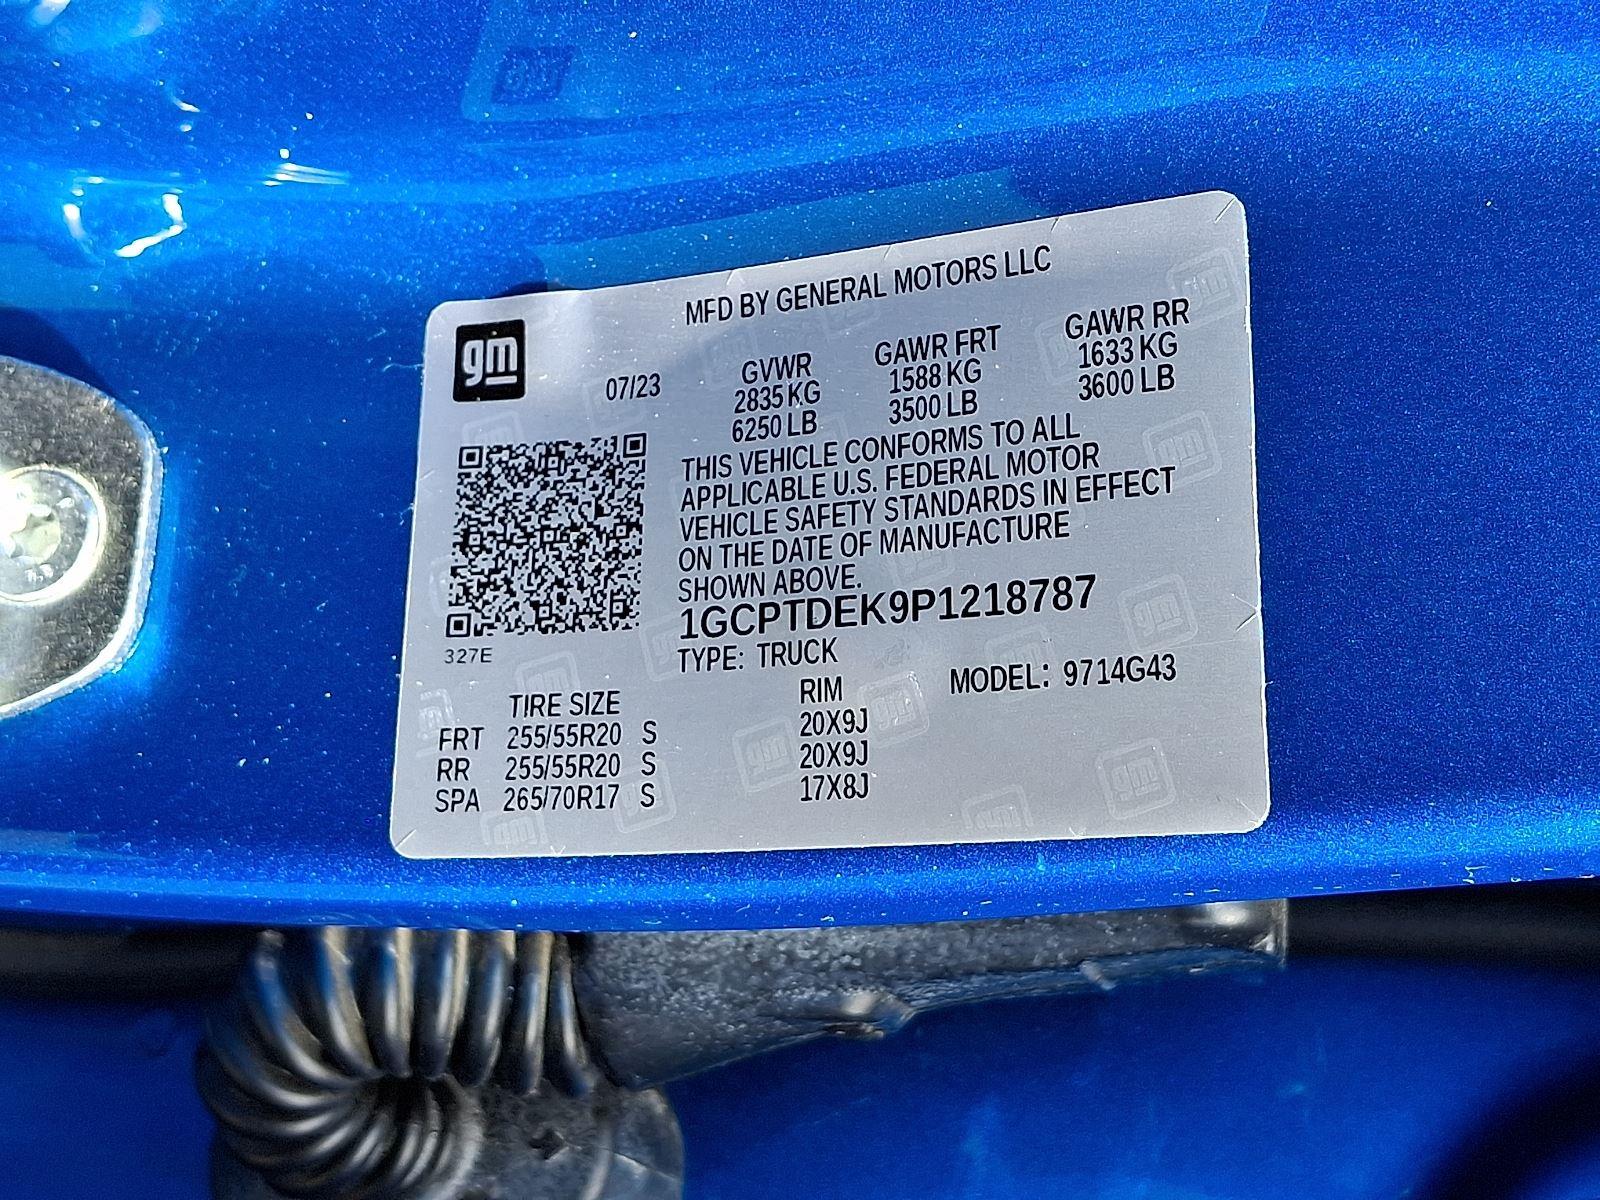 MFD BY GENERAL MOTORS LLC
gm
07/23
GVWR GAWR FRT GAWR RR
2835 KG 1588 KG 1633 KG
6250 LB 3500 LB 3600 LB
THIS VEHICLE CONFORMS TO ALL
APPLICABLE U.S. FEDERAL MOTOR
VEHICLE SAFETY STANDARDS IN EFFECT
ON THE DATE OF MANUFACTURE
SHOWN ABOVE.
1GCPTDEK9P1218787
327E
TYPE: TRUCK
MODEL: 9714G43
TIRE SIZE RIM
FRT 255/55R20 S 20X9J
RR 255/55R20 S 20X9J
SPA 265/70R17 S 17X8J